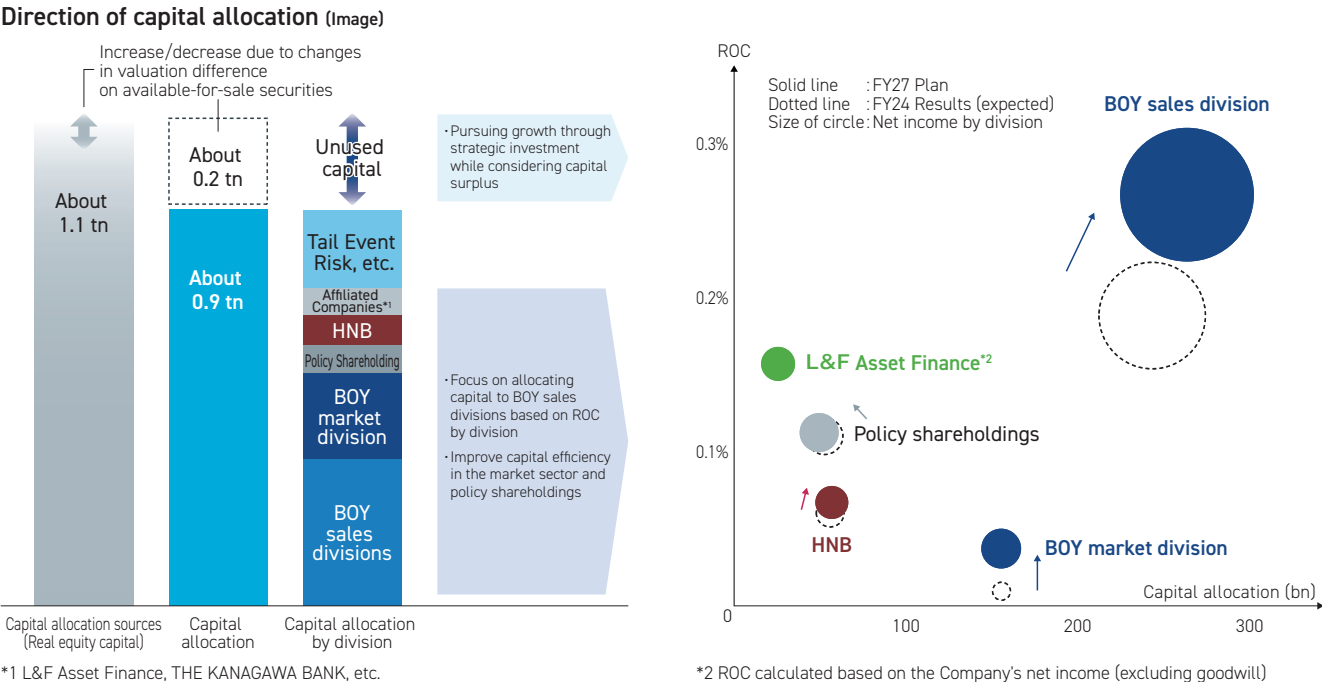 Direction of capital allocation (Image)
Increase/decrease due to changes
in valuation difference
on available-for-sale securities
About
1.1 tn
About
0.2 tn
About
0.9 tn
Unused
capital
Tail Event
Risk, etc.
Affiliated
Companies*1
HNB
Policy Shareholding
BOY
market
division
BOY
sales
divisions
・Pursuing growth through
strategic investment
while considering capital
surplus
・Focus on allocating
capital to BOY sales
divisions based on ROC
by division
・Improve capital efficiency
in the market sector and
policy shareholdings
Capital allocation sources
(Real equity capital)
Capital
allocation
Capital allocation
by division
*1 L&F Asset Finance, THE KANAGAWA BANK, etc.
ROC
Solid line : FY27 Plan
Dotted line : FY24 Results (expected)
Size of circle: Net income by division
BOY sales division
0.3%
0.2%
L&F Asset Finance*2
Policy shareholdings
0.1%
HNB
BOY market division
Capital allocation (bn)
0
100
200
300
*2 ROC calculated based on the Company's net income (excluding goodwill)